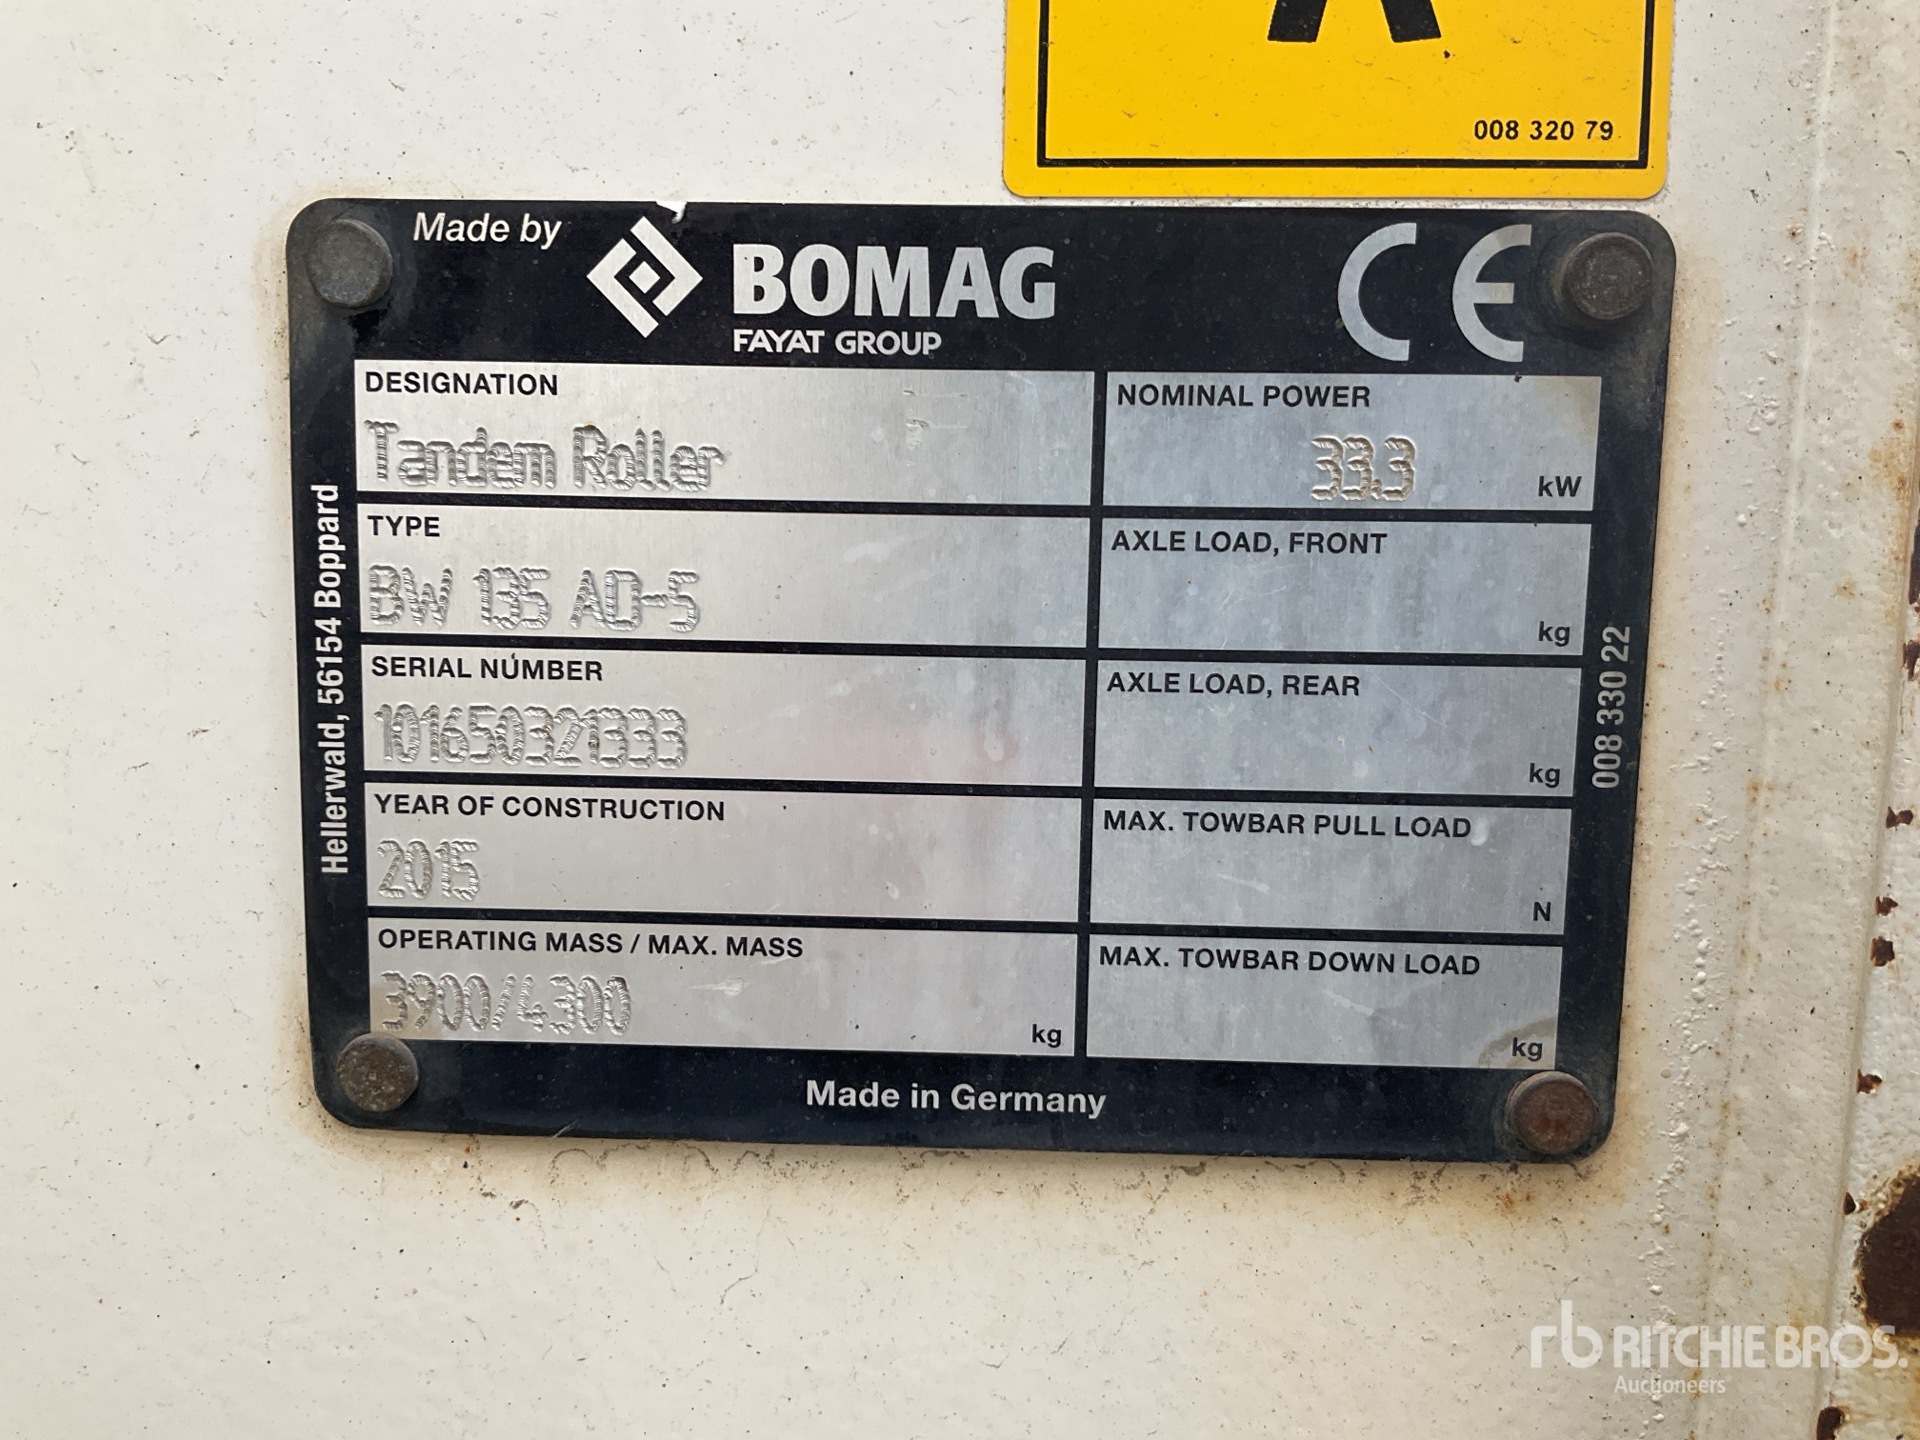 008 320 79
Made by
BOMAG
FAYAT GROUP
CE
DESIGNATION
Tandem Roller
NOMINAL POWER
33.3 kW
TYPE
BW 135 AD-5
AXLE LOAD, FRONT
kg
SERIAL NUMBER
101650321333
AXLE LOAD, REAR
kg
YEAR OF CONSTRUCTION
2015
MAX. TOWBAR PULL LOAD
N
OPERATING MASS / MAX. MASS
3900/4300 kg
MAX. TOWBAR DOWN LOAD
kg
Hellerwald, 56154 Boppard
008 330 22
Made in Germany
rb RITCHIE BROS.
Auctioneers